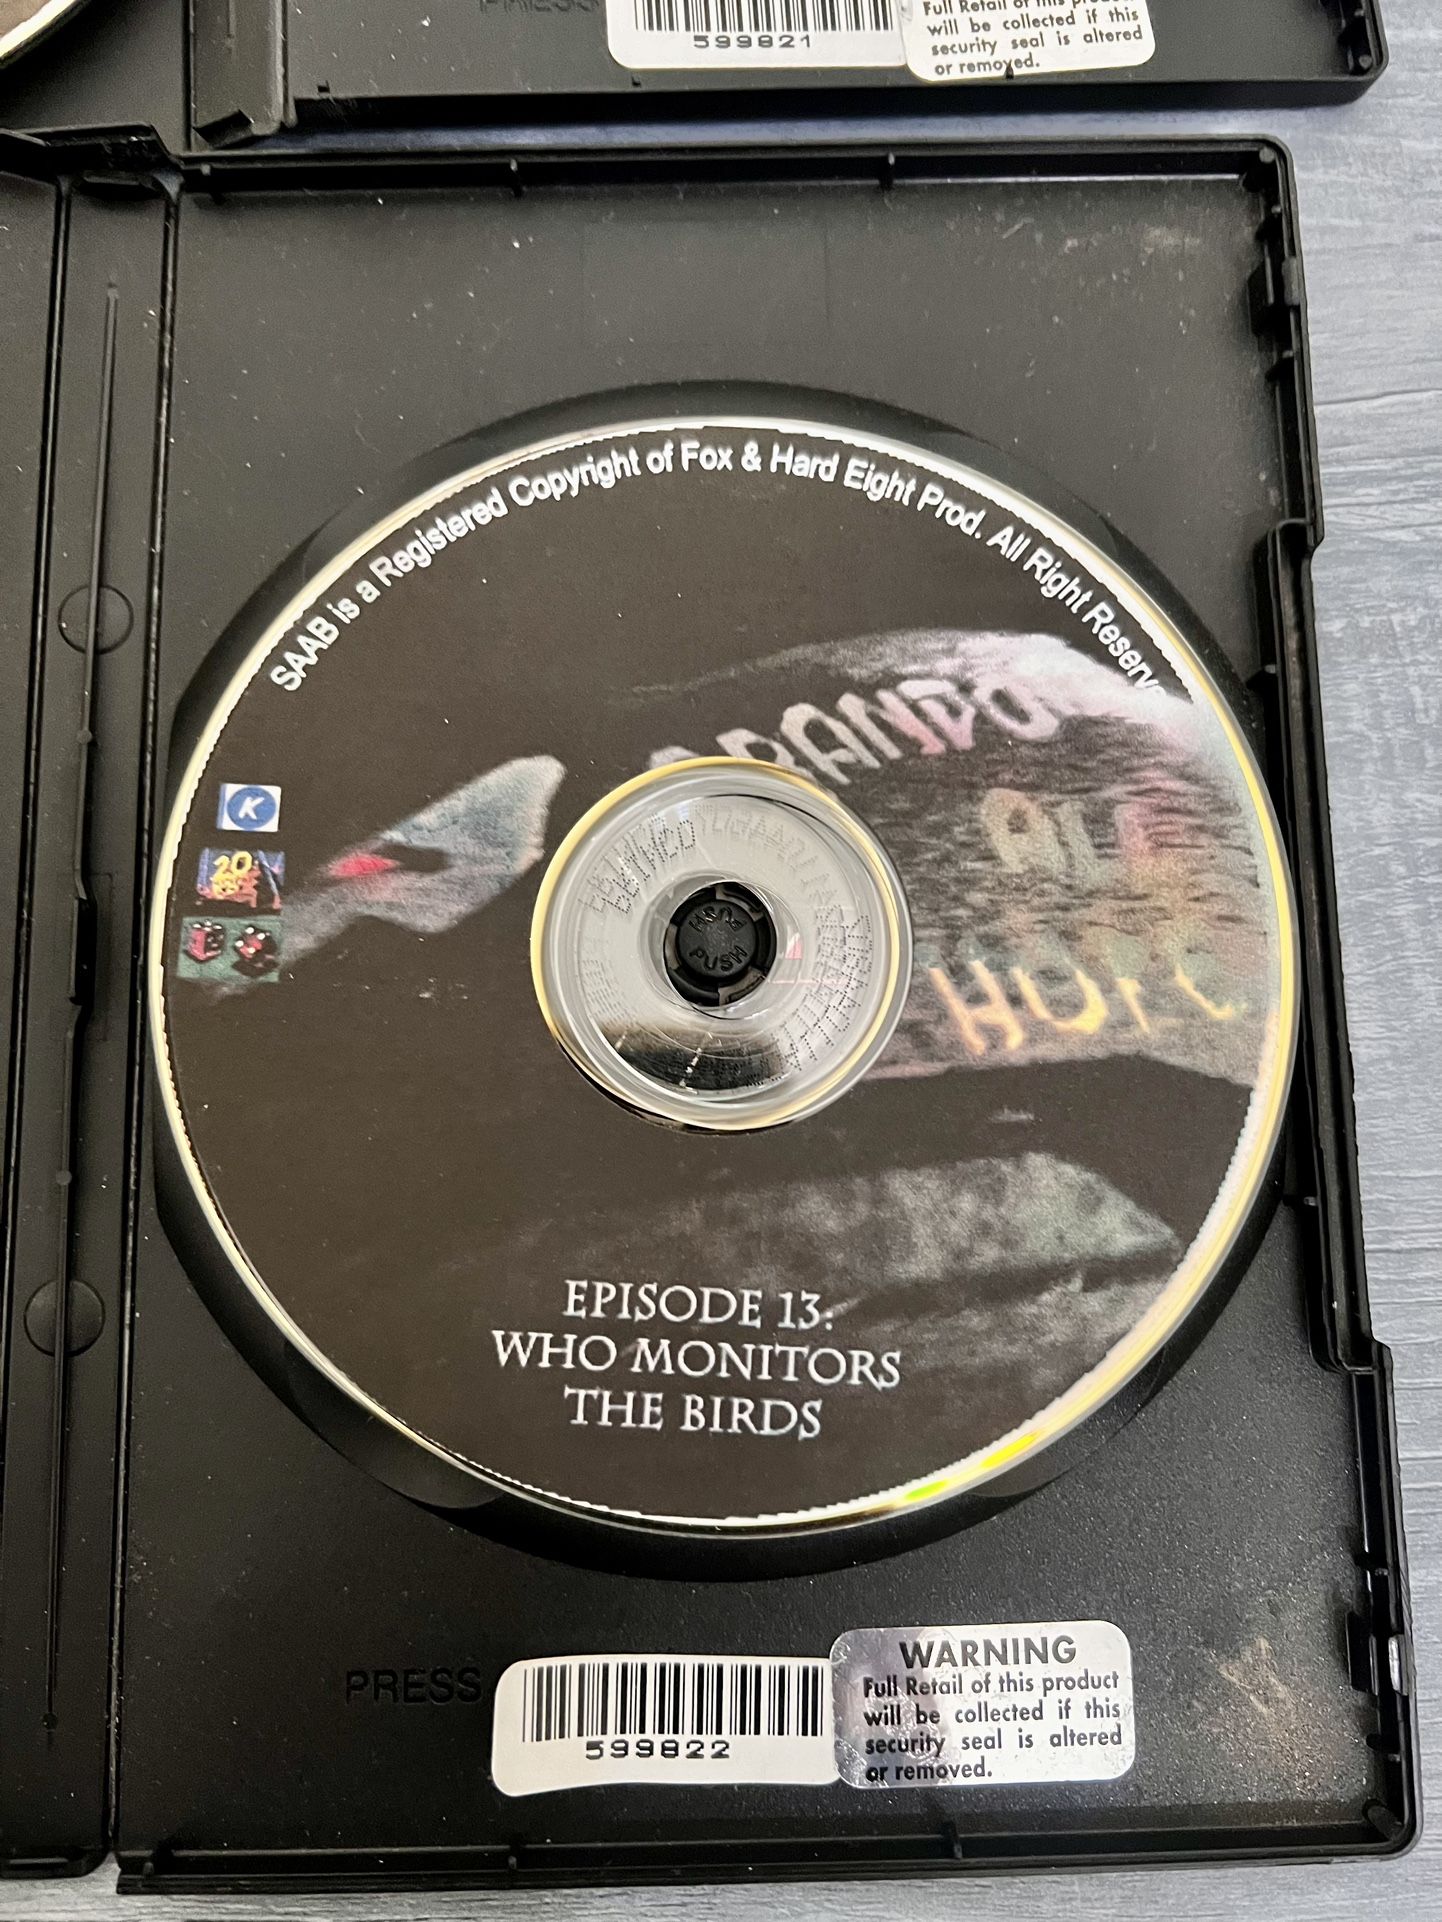 PRESS
599821
Full Retail of this product
will be collected if this
security seal is altered
or removed.
SAAB is a Registered Copyright of Fox & Hard Eight Prod. All Right Reserv
K
20
PUSH
PUSH
EPISODE 13:
WHO MONITORS
THE BIRDS
PRESS
599822
WARNING
Full Retail of this product
will be collected if this
security seal is altered
or removed.